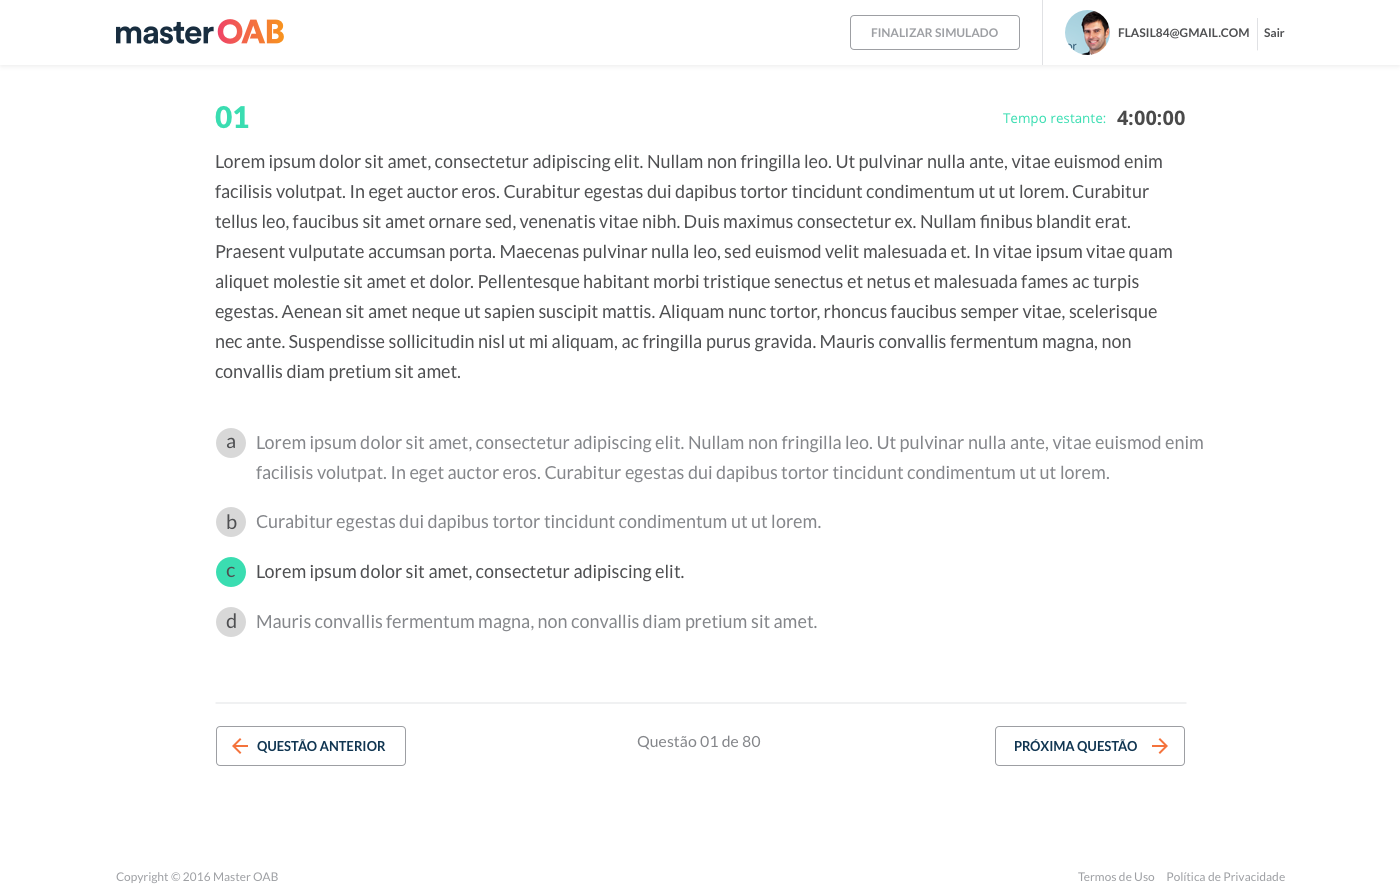 master OAB
FINALIZAR SIMULADO
or
FLASIL84@GMAIL.COM
Sair
01
Tempo restante: 4:00:00
Lorem ipsum dolor sit amet, consectetur adipiscing elit. Nullam non fringilla leo. Ut pulvinar nulla ante, vitae euismod enim
facilisis volutpat. In eget auctor eros. Curabitur egestas dui dapibus tortor tincidunt condimentum ut ut lorem. Curabitur
tellus leo, faucibus sit amet ornare sed, venenatis vitae nibh. Duis maximus consectetur ex. Nullam finibus blandit erat.
Praesent vulputate accumsan porta. Maecenas pulvinar nulla leo, sed euismod velit malesuada et. In vitae ipsum vitae quam
aliquet molestie sit amet et dolor. Pellentesque habitant morbi tristique senectus et netus et malesuada fames ac turpis
egestas. Aenean sit amet neque ut sapien suscipit mattis. Aliquam nunc tortor, rhoncus faucibus semper vitae, scelerisque
nec ante. Suspendisse sollicitudin nisl ut mi aliquam, ac fringilla purus gravida. Mauris convallis fermentum magna, non
convallis diam pretium sit amet.
a Lorem ipsum dolor sit amet, consectetur adipiscing elit. Nullam non fringilla leo. Ut pulvinar nulla ante, vitae euismod enim
facilisis volutpat. In eget auctor eros. Curabitur egestas dui dapibus tortor tincidunt condimentum ut ut lorem.
b Curabitur egestas dui dapibus tortor tincidunt condimentum ut ut lorem.
c Lorem ipsum dolor sit amet, consectetur adipiscing elit.
d Mauris convallis fermentum magna, non convallis diam pretium sit amet.
QUESTÃO ANTERIOR
Questão 01 de 80
PRÓXIMA QUESTÃO
Copyright © 2016 Master OAB
Termos de Uso
Política de Privacidade